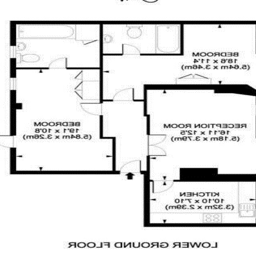 BEDROOM
18'6 x 11'4
(5.64m x 3.46m)
BEDROOM
19'1 x 10'8
(5.84m x 3.26m)
RECEPTION ROOM
16'11 x 12'5
(5.18m x 3.79m)
KITCHEN
10'10 x 7'10
(3.32m x 2.39m)
LOWER GROUND FLOOR